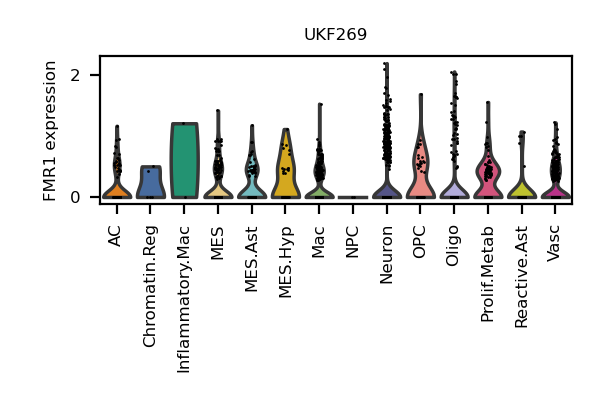 UKF269
FMR1 expression
2
0
AC
Chromatin.Reg
Inflammatory.Mac
MES
MES.Ast
MES.Hyp
Mac
NPC
Neuron
OPC
Oligo
Prolif.Metab
Reactive.Ast
Vasc